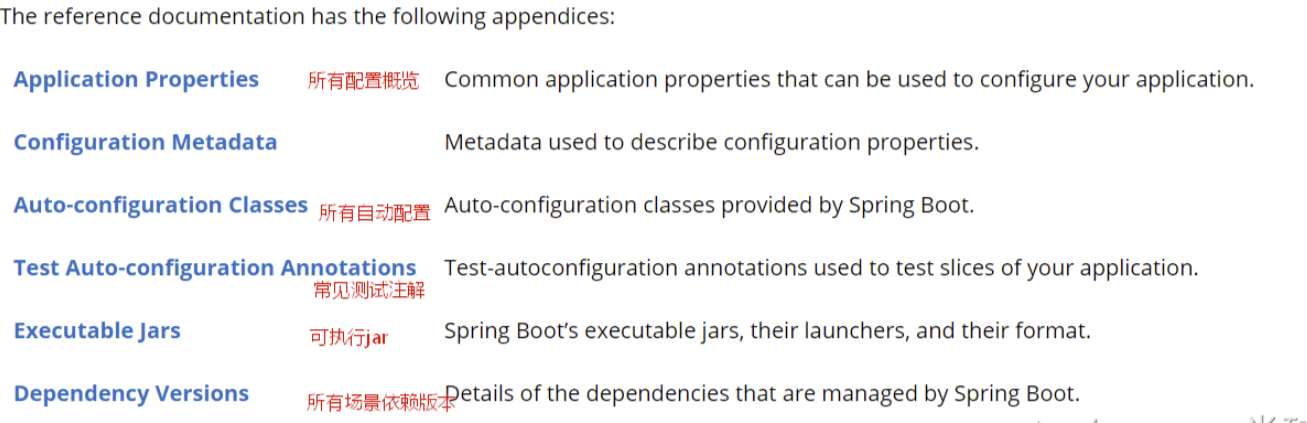 The reference documentation has the following appendices:
Application Properties 所有配置概览 Common application properties that can be used to configure your application.
Configuration Metadata Metadata used to describe configuration properties.
Auto-configuration Classes 所有自动配置 Auto-configuration classes provided by Spring Boot.
Test Auto-configuration Annotations Test-autoconfiguration annotations used to test slices of your application.
常见测试注解
Executable Jars 可执行jar Spring Boot’s executable jars, their launchers, and their format.
Dependency Versions 所有场景依赖版本 Details of the dependencies that are managed by Spring Boot.